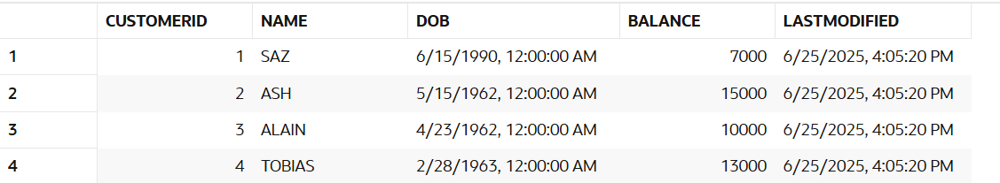 CUSTOMERID NAME DOB BALANCE LASTMODIFIED
1 1 SAZ 6/15/1990, 12:00:00 AM 7000 6/25/2025, 4:05:20 PM
2 2 ASH 5/15/1962, 12:00:00 AM 15000 6/25/2025, 4:05:20 PM
3 3 ALAIN 4/23/1962, 12:00:00 AM 10000 6/25/2025, 4:05:20 PM
4 4 TOBIAS 2/28/1963, 12:00:00 AM 13000 6/25/2025, 4:05:20 PM